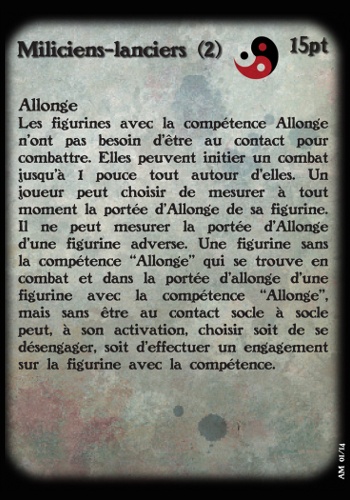 Miliciens-lanciers (2) 15pt
Allonge
Les figurines avec la compétence Allonge
n'ont pas besoin d'être au contact pour
combattre. Elles peuvent initier un combat
jusqu'à 1 pouce tout autour d'elles. Un
joueur peut choisir de mesurer à tout
moment la portée d'Allonge de sa figurine.
Il ne peut mesurer la portée d'Allonge
d'une figurine adverse. Une figurine sans
la compétence "Allonge" qui se trouve en
combat et dans la portée d'allonge d'une
figurine avec la compétence "Allonge",
mais sans être au contact socle à socle
peut, à son activation, choisir soit de se
désengager, soit d'effectuer un engagement
sur la figurine avec la compétence.
AM 01/14